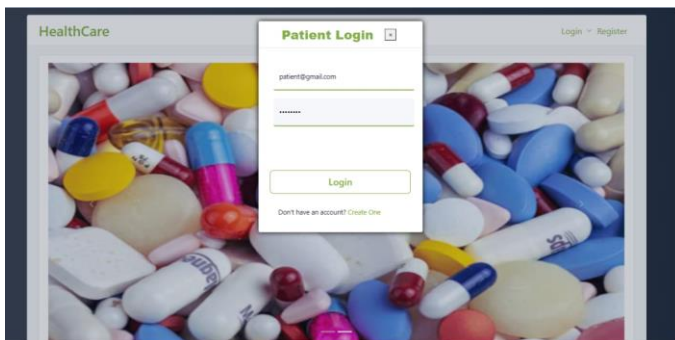 HealthCare
Login Register
Patient Login ×
patient@gmail.com
••••••••
Login
Don't have an account? Create One